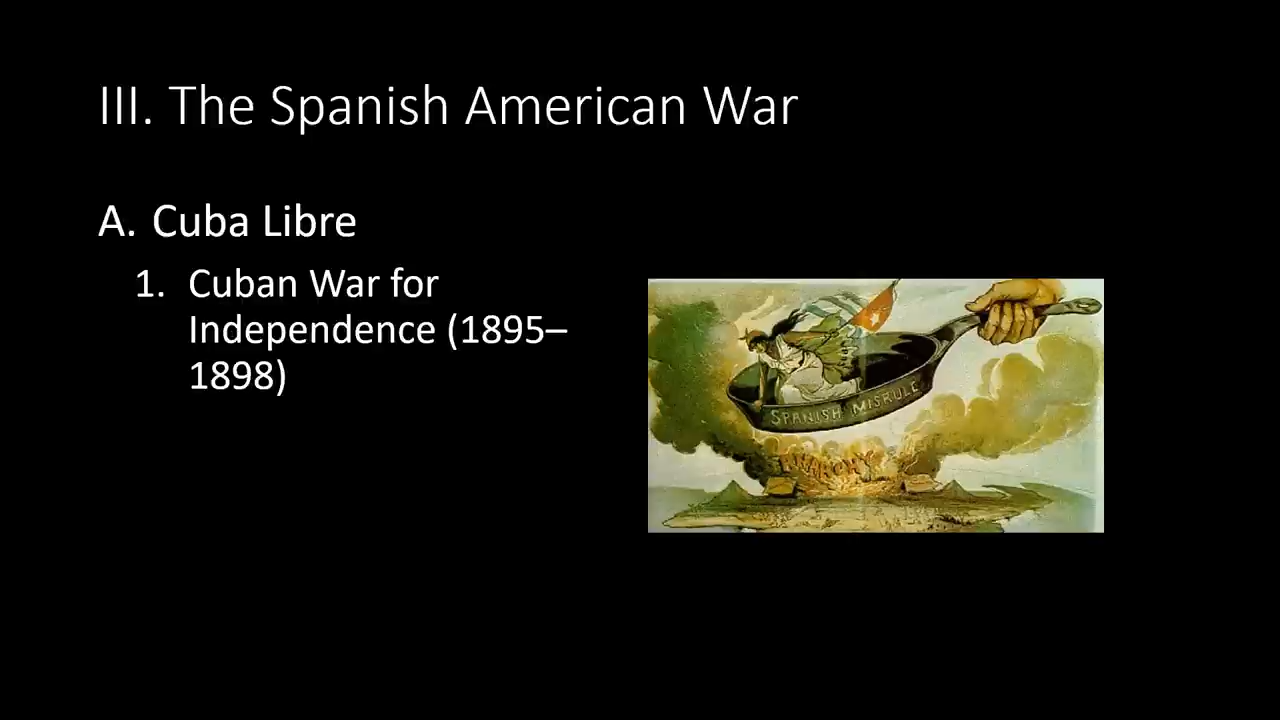 III. The Spanish American War
A. Cuba Libre
1. Cuban War for
Independence (1895–
1898)
SPANISH MISRULE
ANARCHY